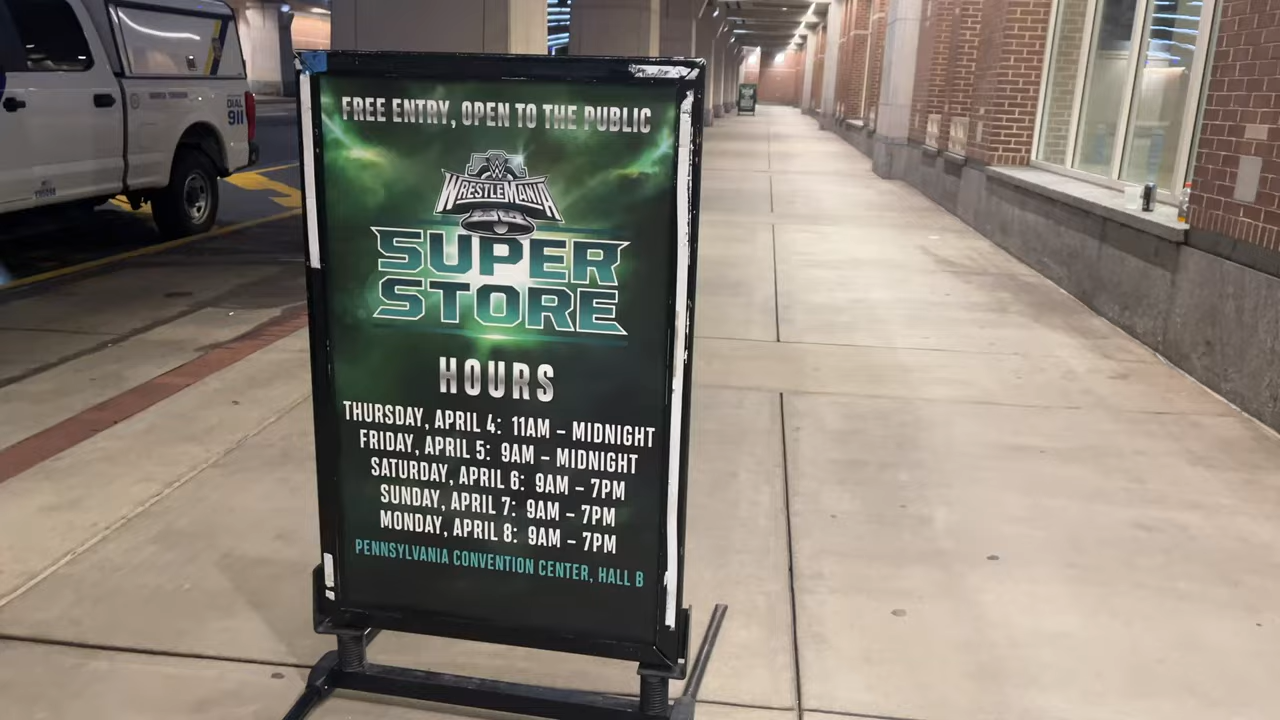 FREE ENTRY, OPEN TO THE PUBLIC
W
WRESTLEMANIA
SUPER
STORE
HOURS
THURSDAY, APRIL 4: 11AM – MIDNIGHT
FRIDAY, APRIL 5: 9AM – MIDNIGHT
SATURDAY, APRIL 6: 9AM – 7PM
SUNDAY, APRIL 7: 9AM – 7PM
MONDAY, APRIL 8: 9AM – 7PM
PENNSYLVANIA CONVENTION CENTER, HALL B
DIAL
911